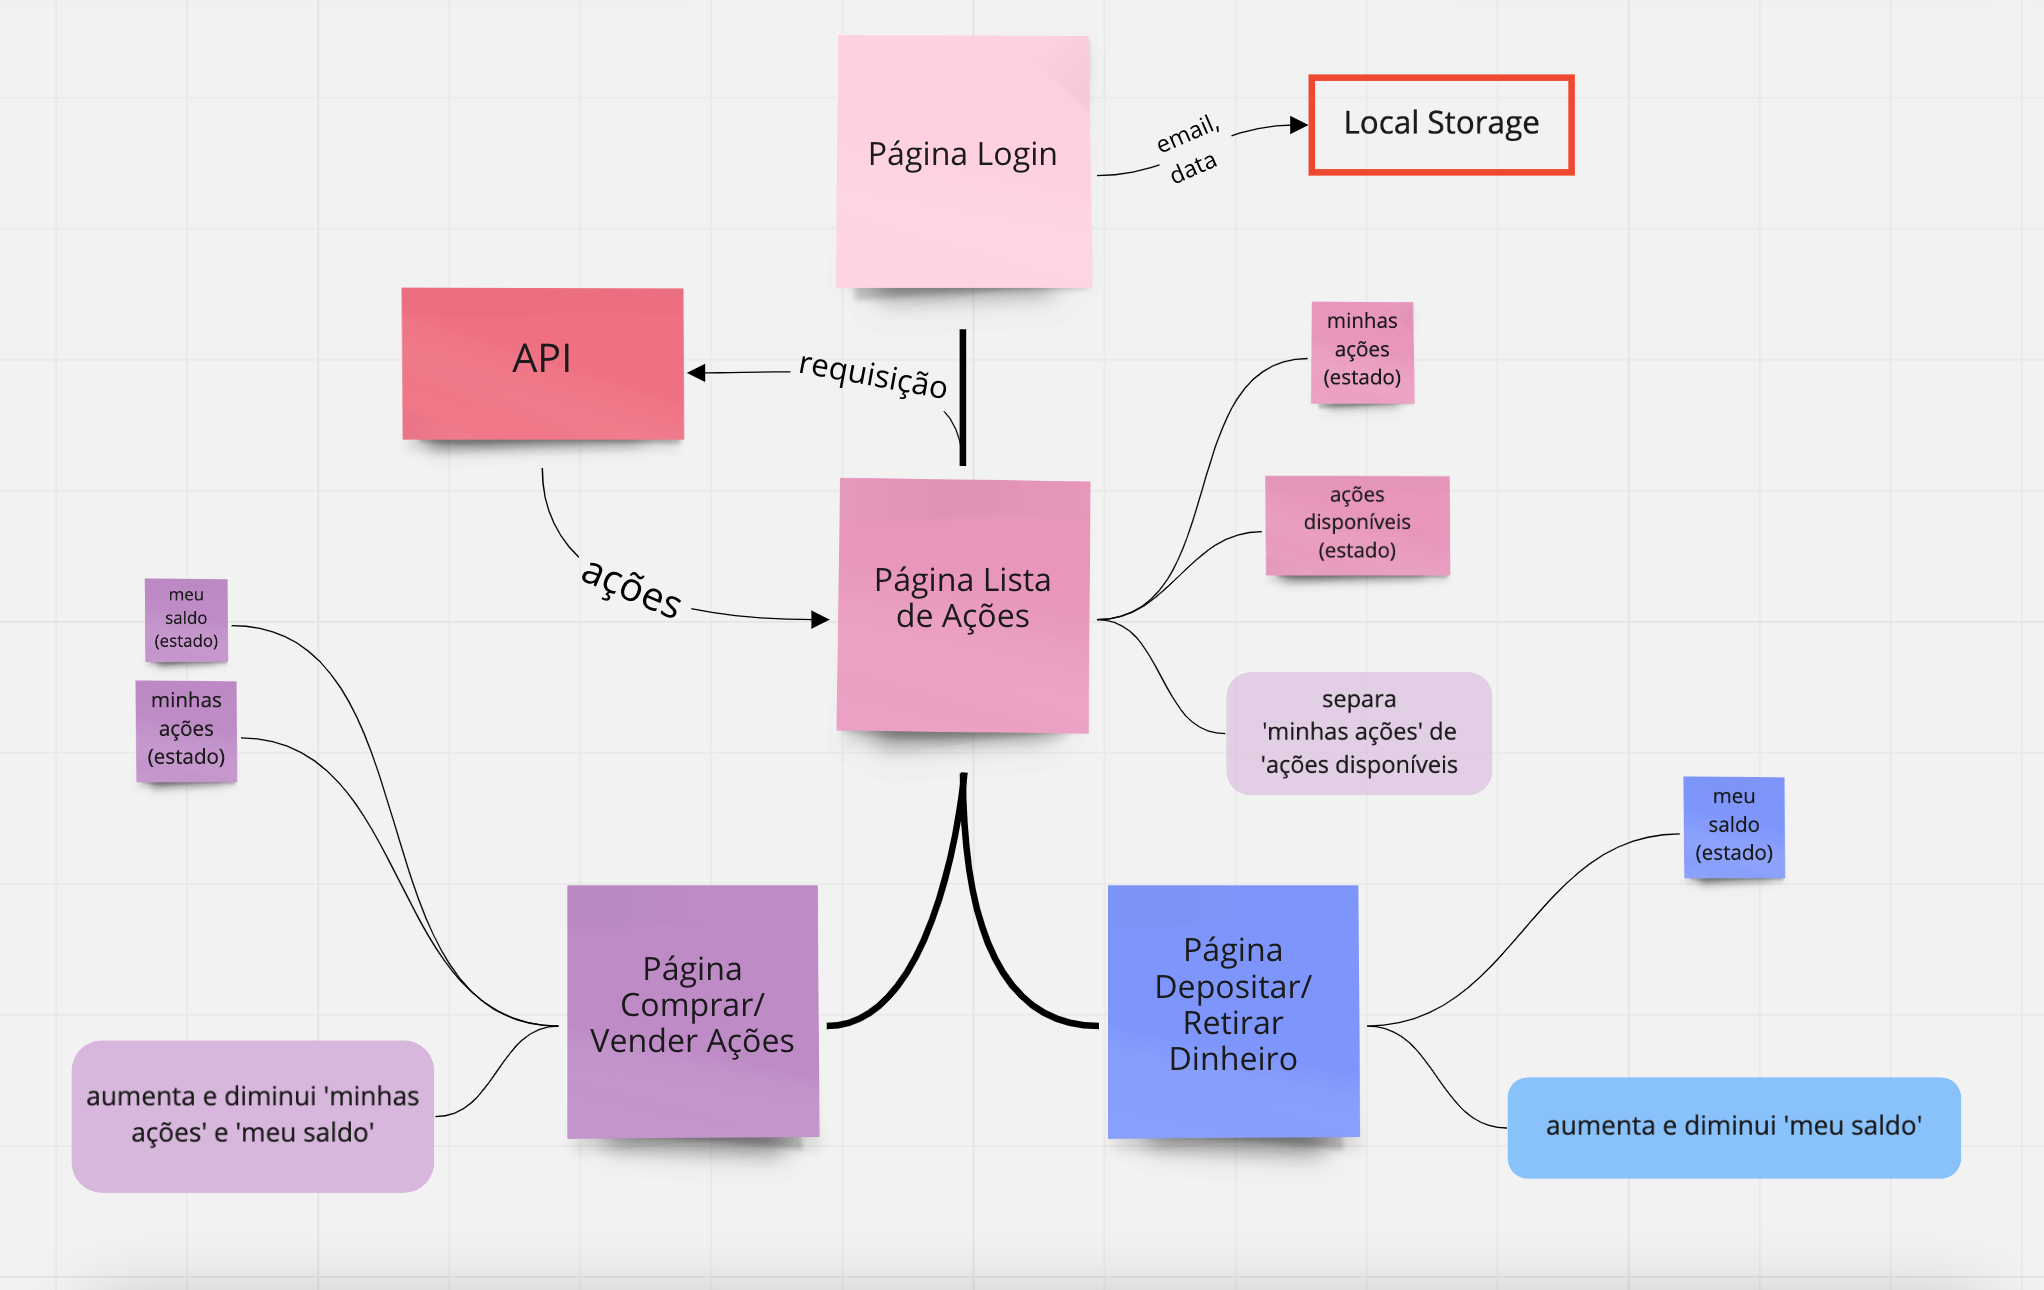 Página Login
email,
data
Local Storage
API
requisição
minhas
ações
(estado)
ações
disponíveis
(estado)
ações
Página Lista
de Ações
meu
saldo
(estado)
minhas
ações
(estado)
separa
'minhas ações' de
'ações disponíveis
meu
saldo
(estado)
Página
Comprar/
Vender Ações
Página
Depositar/
Retirar
Dinheiro
aumenta e diminui 'minhas
ações' e 'meu saldo'
aumenta e diminui 'meu saldo'